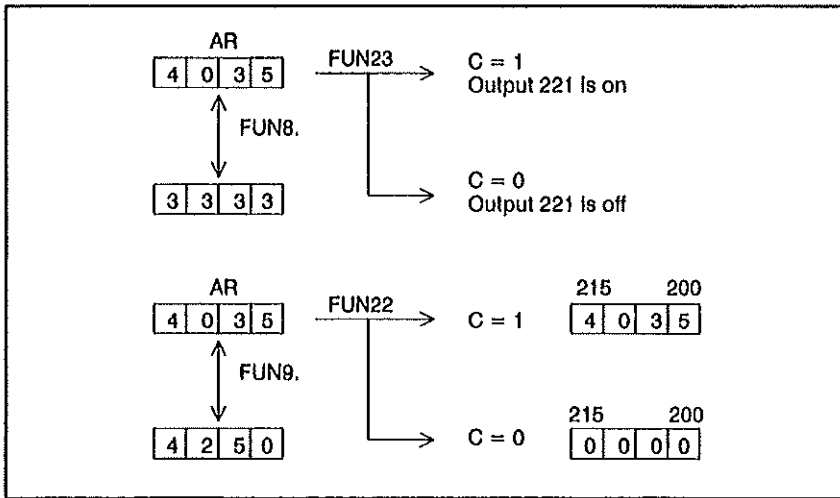 AR
4 0 3 5
FUN23
C = 1
Output 221 is on
FUN8.
3 3 3 3
C = 0
Output 221 is off
AR
4 0 3 5
FUN22
C = 1
215 200
4 0 3 5
FUN9.
4 2 5 0
C = 0
215 200
0 0 0 0